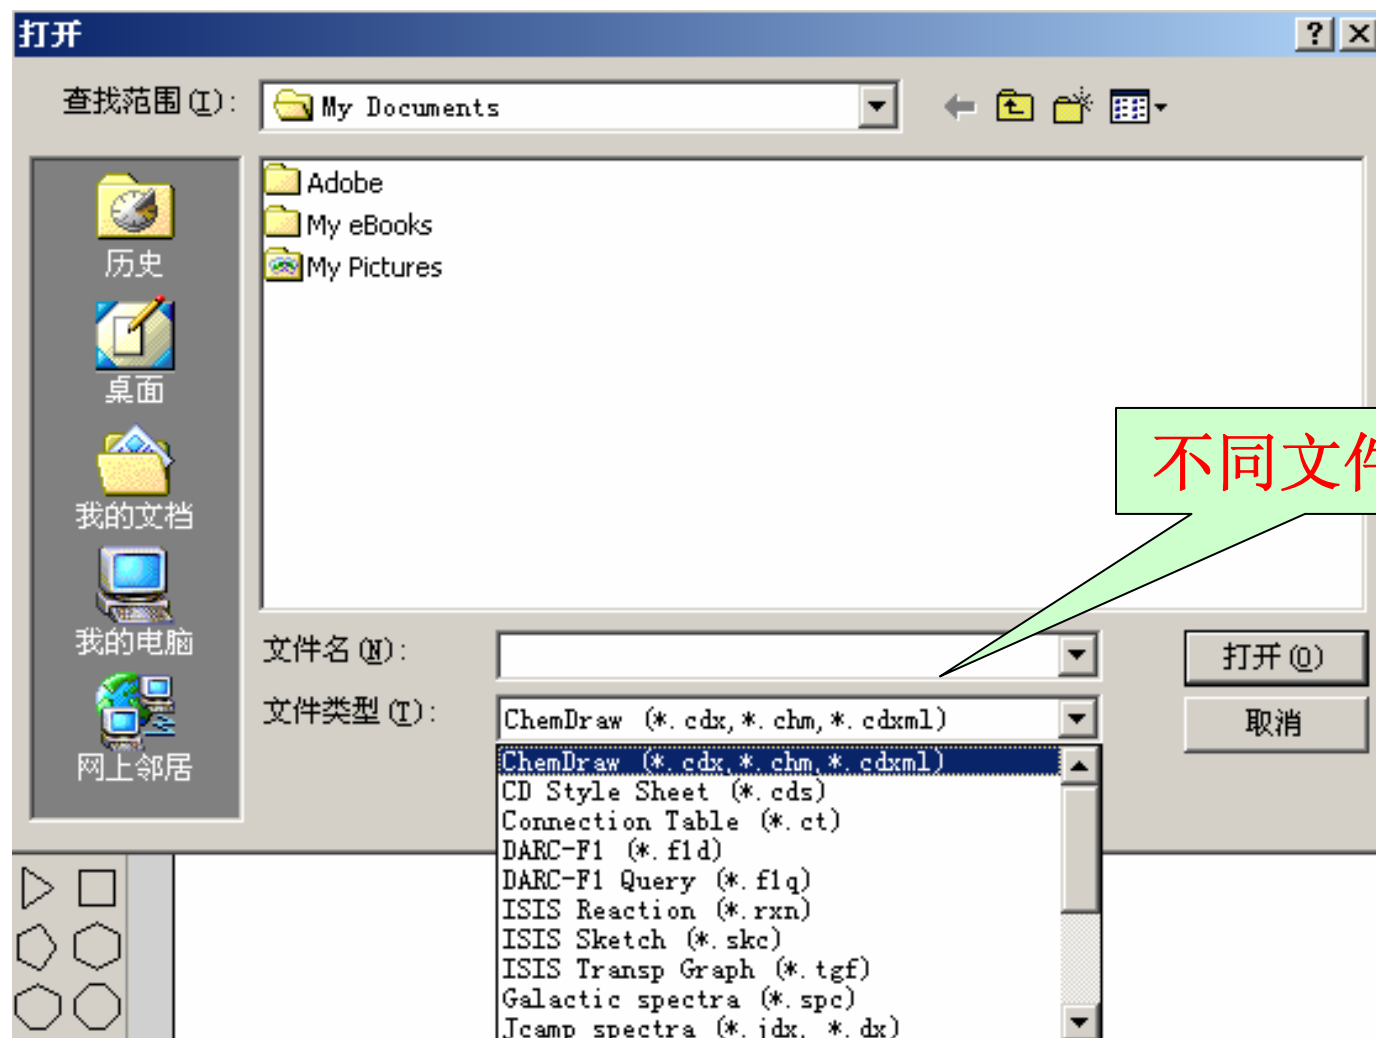 打开
查找范围(I):
My Documents
历史
桌面
我的文档
我的电脑
网上邻居
Adobe
My eBooks
My Pictures
不同文件
文件名(N):
打开(O)
文件类型(T):
ChemDraw (*.cdx,*.chm,*.cdxml)
取消
ChemDraw (*.cdx,*.chm,*.cdxml)
CD Style Sheet (*.cds)
Connection Table (*.ct)
DARC-F1 (*.f1d)
DARC-F1 Query (*.f1q)
ISIS Reaction (*.rxn)
ISIS Sketch (*.skc)
ISIS Transp Graph (*.tgf)
Galactic spectra (*.spc)
Jcamp spectra (*.jdx, *.dx)